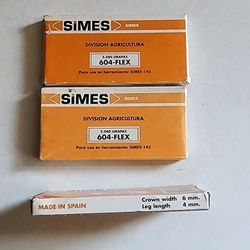 SiMES SIMES
DIVISION AGRICULTURA
5.040 GRAPAS
604-FLEX
Para uso en herramienta: SIMES-145
SiMES SIMES
DIVISION AGRICULTURA
5.040 GRAPAS
604-FLEX
Para uso en herramienta: SIMES-145
MADE IN SPAIN
Crown width 6 mm.
Leg length 4 mm.